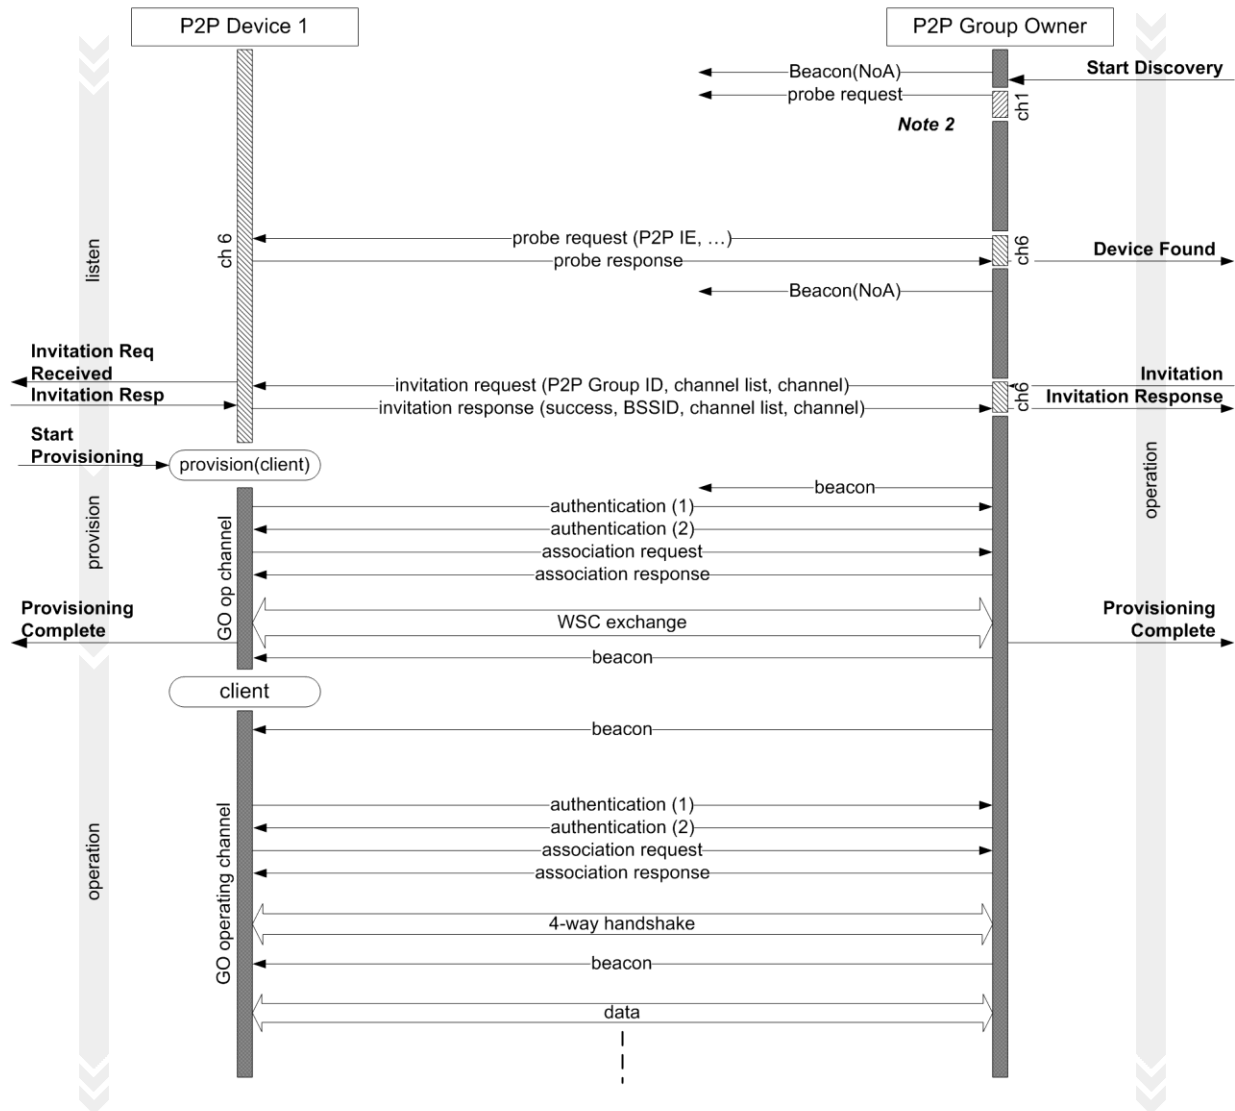 P2P Device 1
P2P Group Owner
Beacon(NoA)
Start Discovery
probe request
ch1
Note 2
listen
ch 6
probe request (P2P IE, …)
probe response
ch6
Device Found
Beacon(NoA)
Invitation Req
Received
Invitation Resp
invitation request (P2P Group ID, channel list, channel)
invitation response (success, BSSID, channel list, channel)
ch6
Invitation
Invitation Response
Start
Provisioning
provision(client)
operation
provision
GO op channel
beacon
authentication (1)
authentication (2)
association request
association response
Provisioning
Complete
WSC exchange
Provisioning
Complete
beacon
client
beacon
operation
GO operating channel
authentication (1)
authentication (2)
association request
association response
4-way handshake
beacon
data